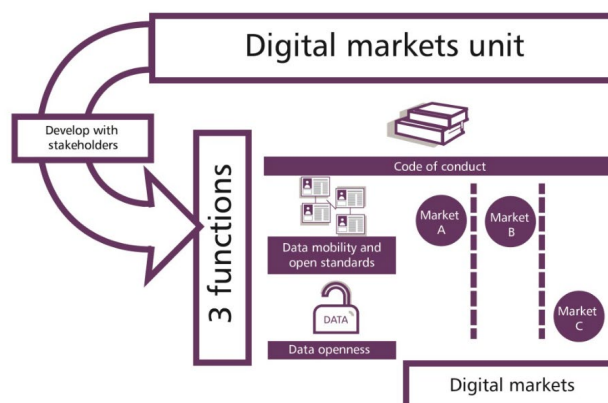 Digital markets unit
Develop with
stakeholders
3 functions
Code of conduct
Data mobility and
open standards
Market
A
Market
B
DATA
Data openness
Market
C
Digital markets